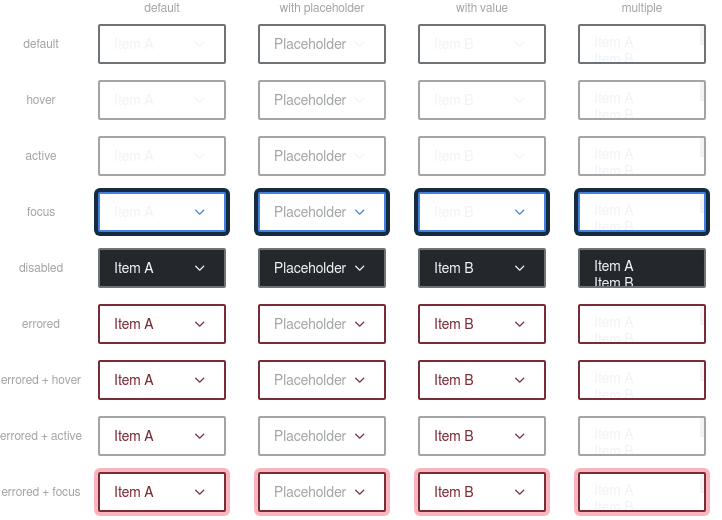 default with placeholder with value multiple
default Item A Placeholder Item B Item A
Item B
hover Item A Placeholder Item B Item A
Item B
active Item A Placeholder Item B Item A
Item B
focus Item A Placeholder Item B Item A
Item B
disabled Item A Placeholder Item B Item A
Item B
errored Item A Placeholder Item B Item A
Item B
errored + hover Item A Placeholder Item B Item A
Item B
errored + active Item A Placeholder Item B Item A
Item B
errored + focus Item A Placeholder Item B Item A
Item B